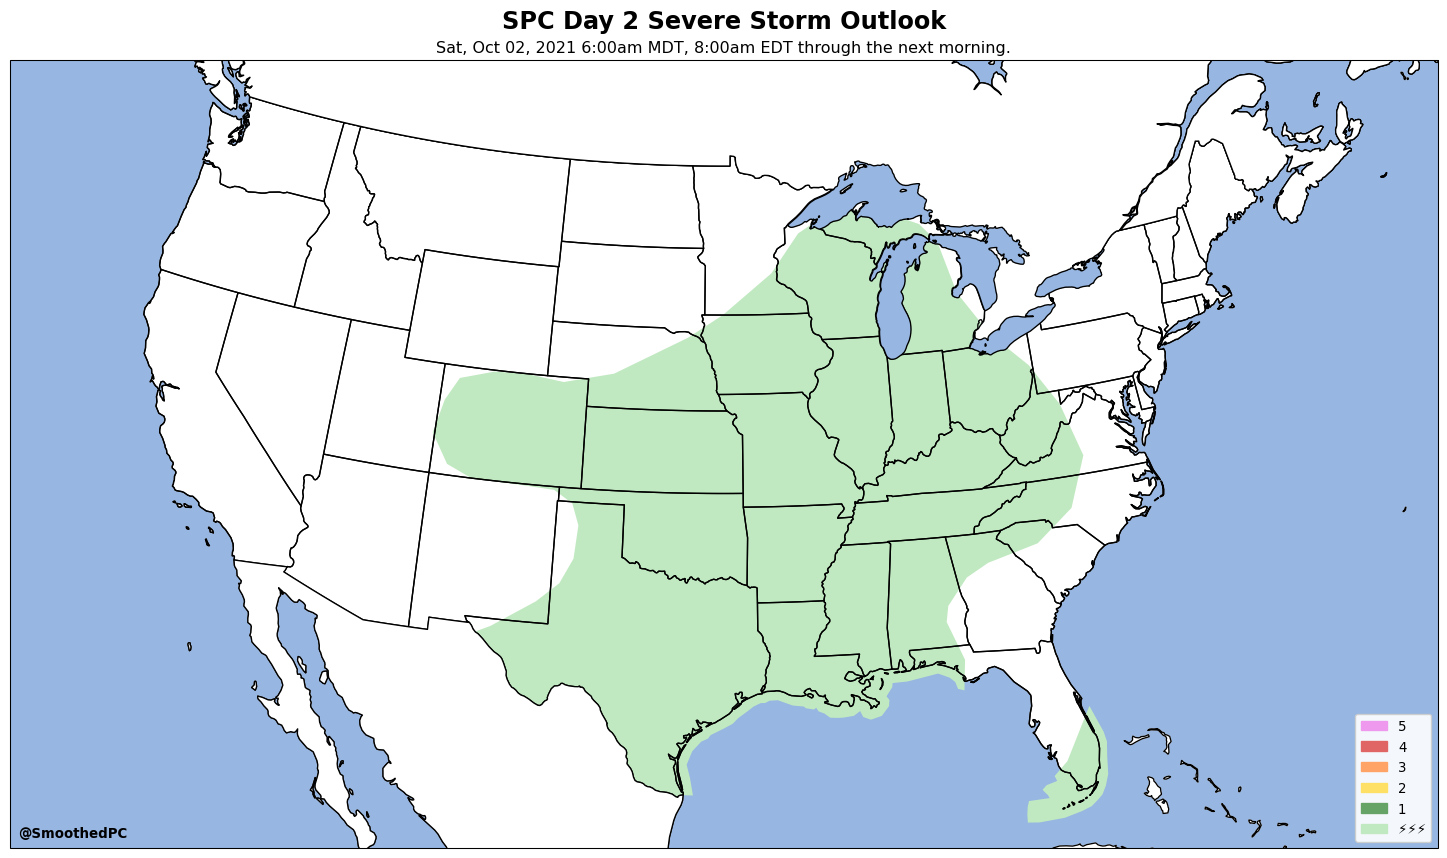 SPC Day 2 Severe Storm Outlook
Sat, Oct 02, 2021 6:00am MDT, 8:00am EDT through the next morning.
5
4
3
2
1
⚡⚡⚡
@SmoothedPC